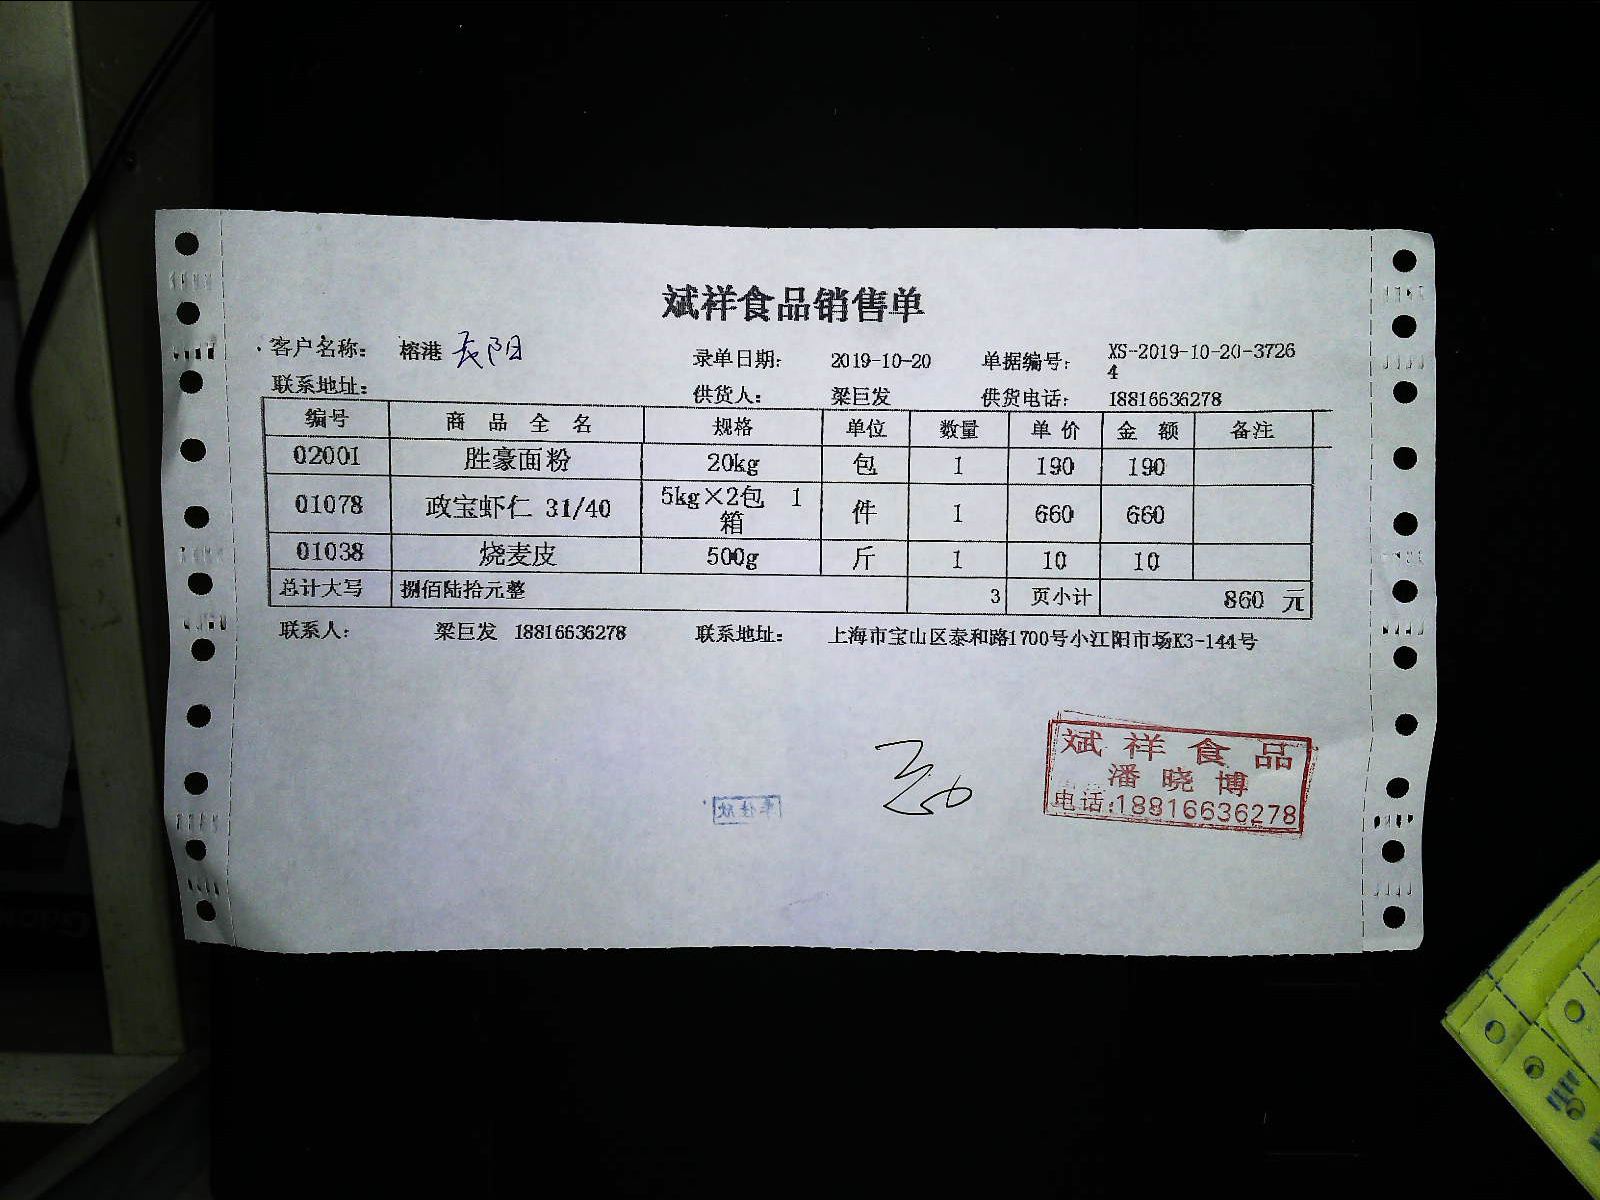 斌祥食品销售单
客户名称： 榕港 长阳 录单日期： 2019-10-20 单据编号： XS-2019-10-20-3726
4
联系地址： 供货人： 梁巨发 供货电话： 18816636278
编号 商 品 全 名 规格 单位 数量 单 价 金 额 备注
02001 胜豪面粉 20kg 包 1 190 190
01078 政宝虾仁 31/40 5kg×2包 1 件 1 660 660
箱
01038 烧麦皮 500g 斤 1 10 10
总计大写 捌佰陆拾元整 3 页小计 860 元
联系人： 梁巨发 18816636278 联系地址： 上海市宝山区泰和路1700号小江阳市场K3-144号
斌祥食品
潘晓博
电话:18816636278